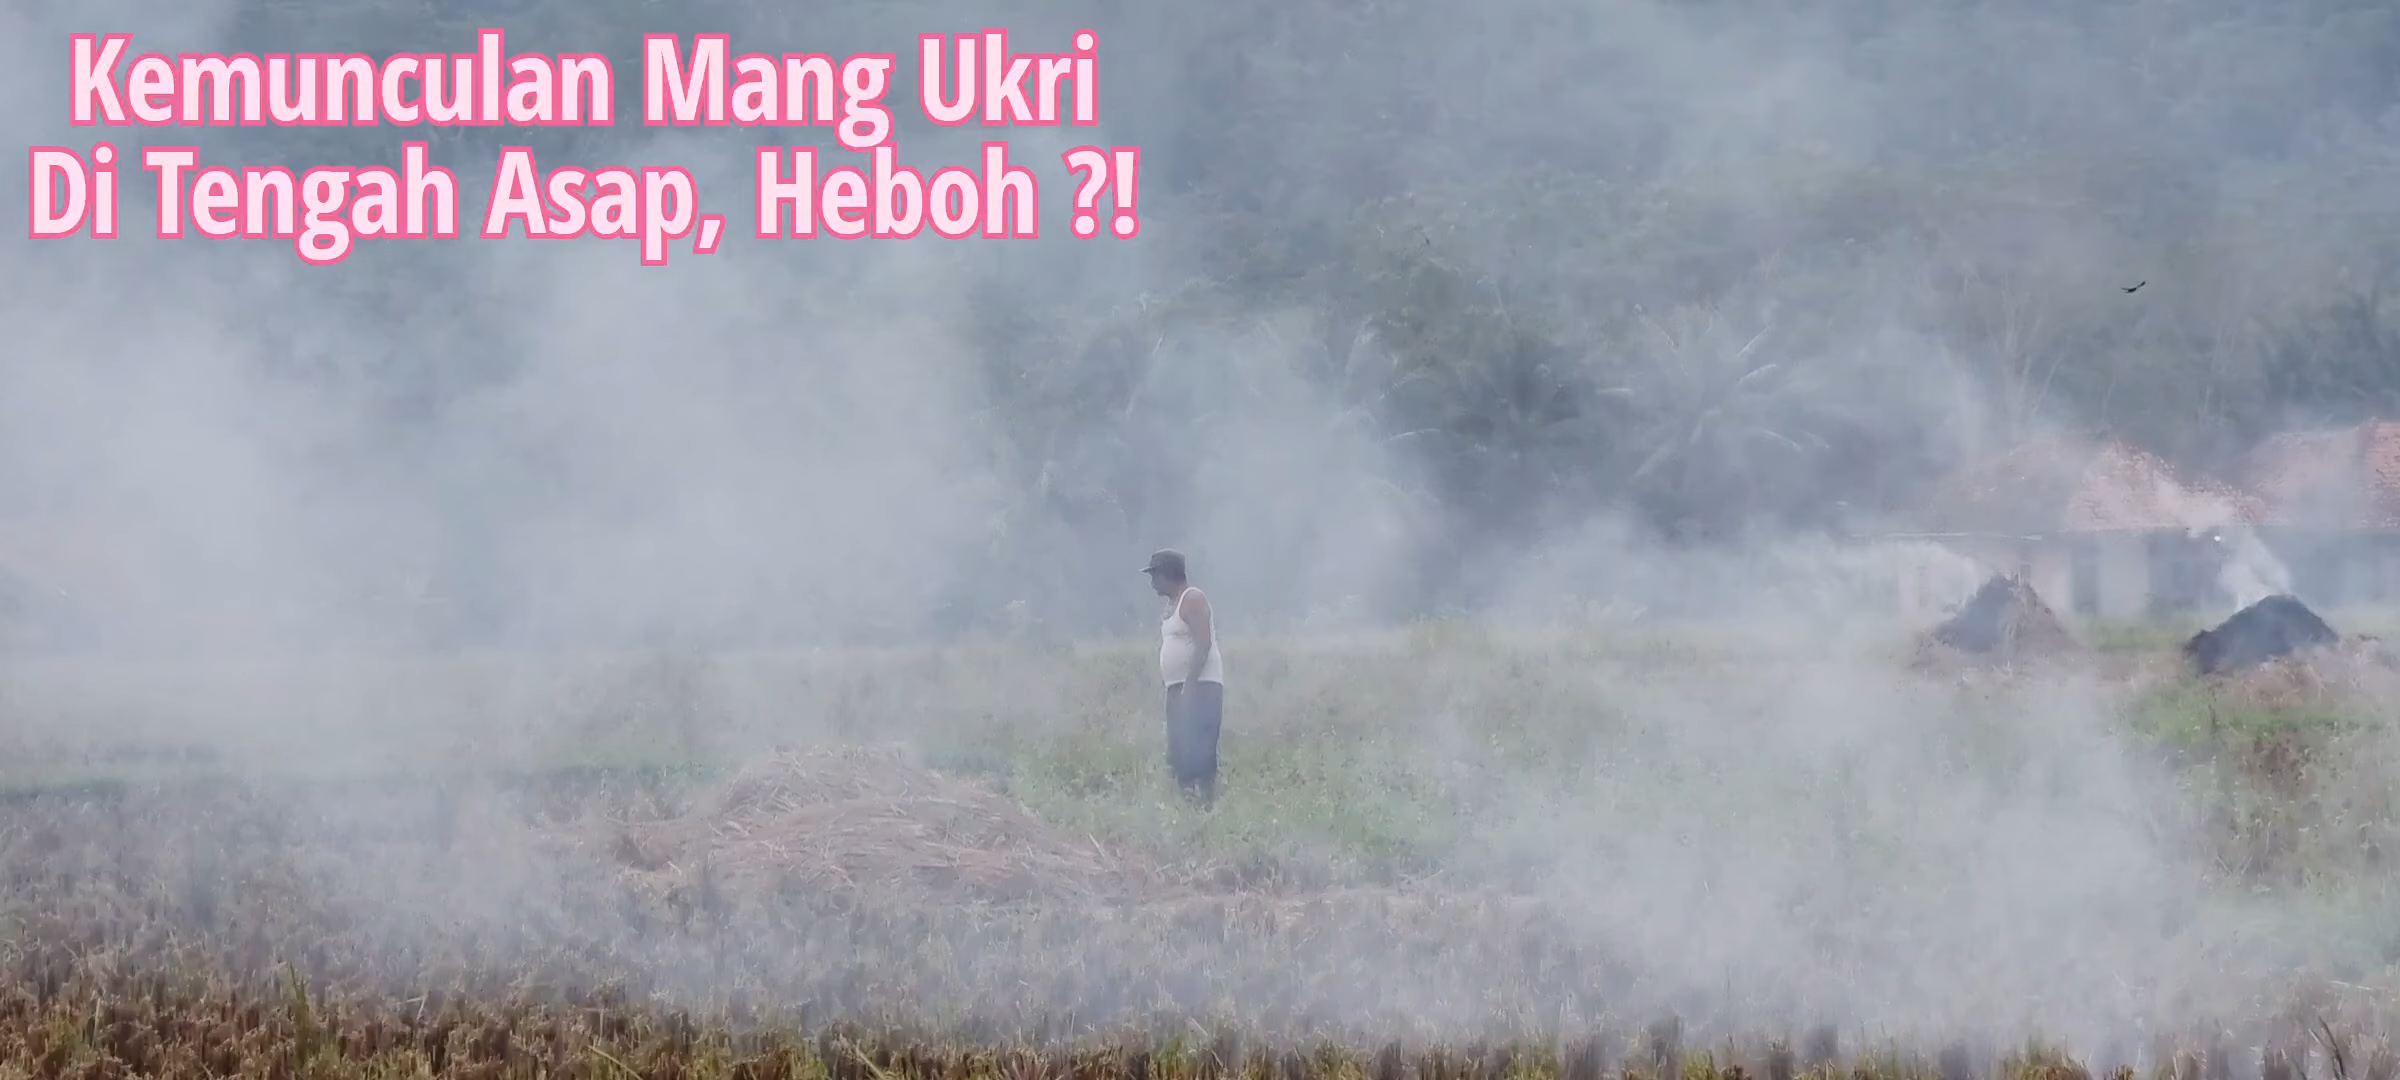 Kemunculan Mang Ukri
Di Tengah Asap, Heboh ?!